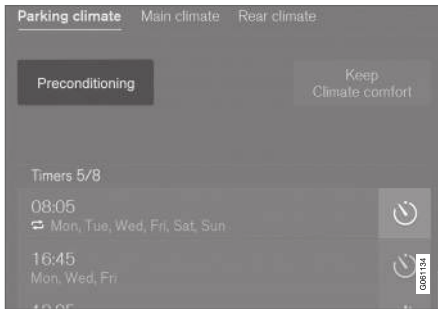 Parking climate Main climate Rear climate
Preconditioning
Keep
Climate comfort
Timers 5/8
08:05
Mon, Tue, Wed, Fri, Sat, Sun
16:45
Mon, Wed, Fri
G061134